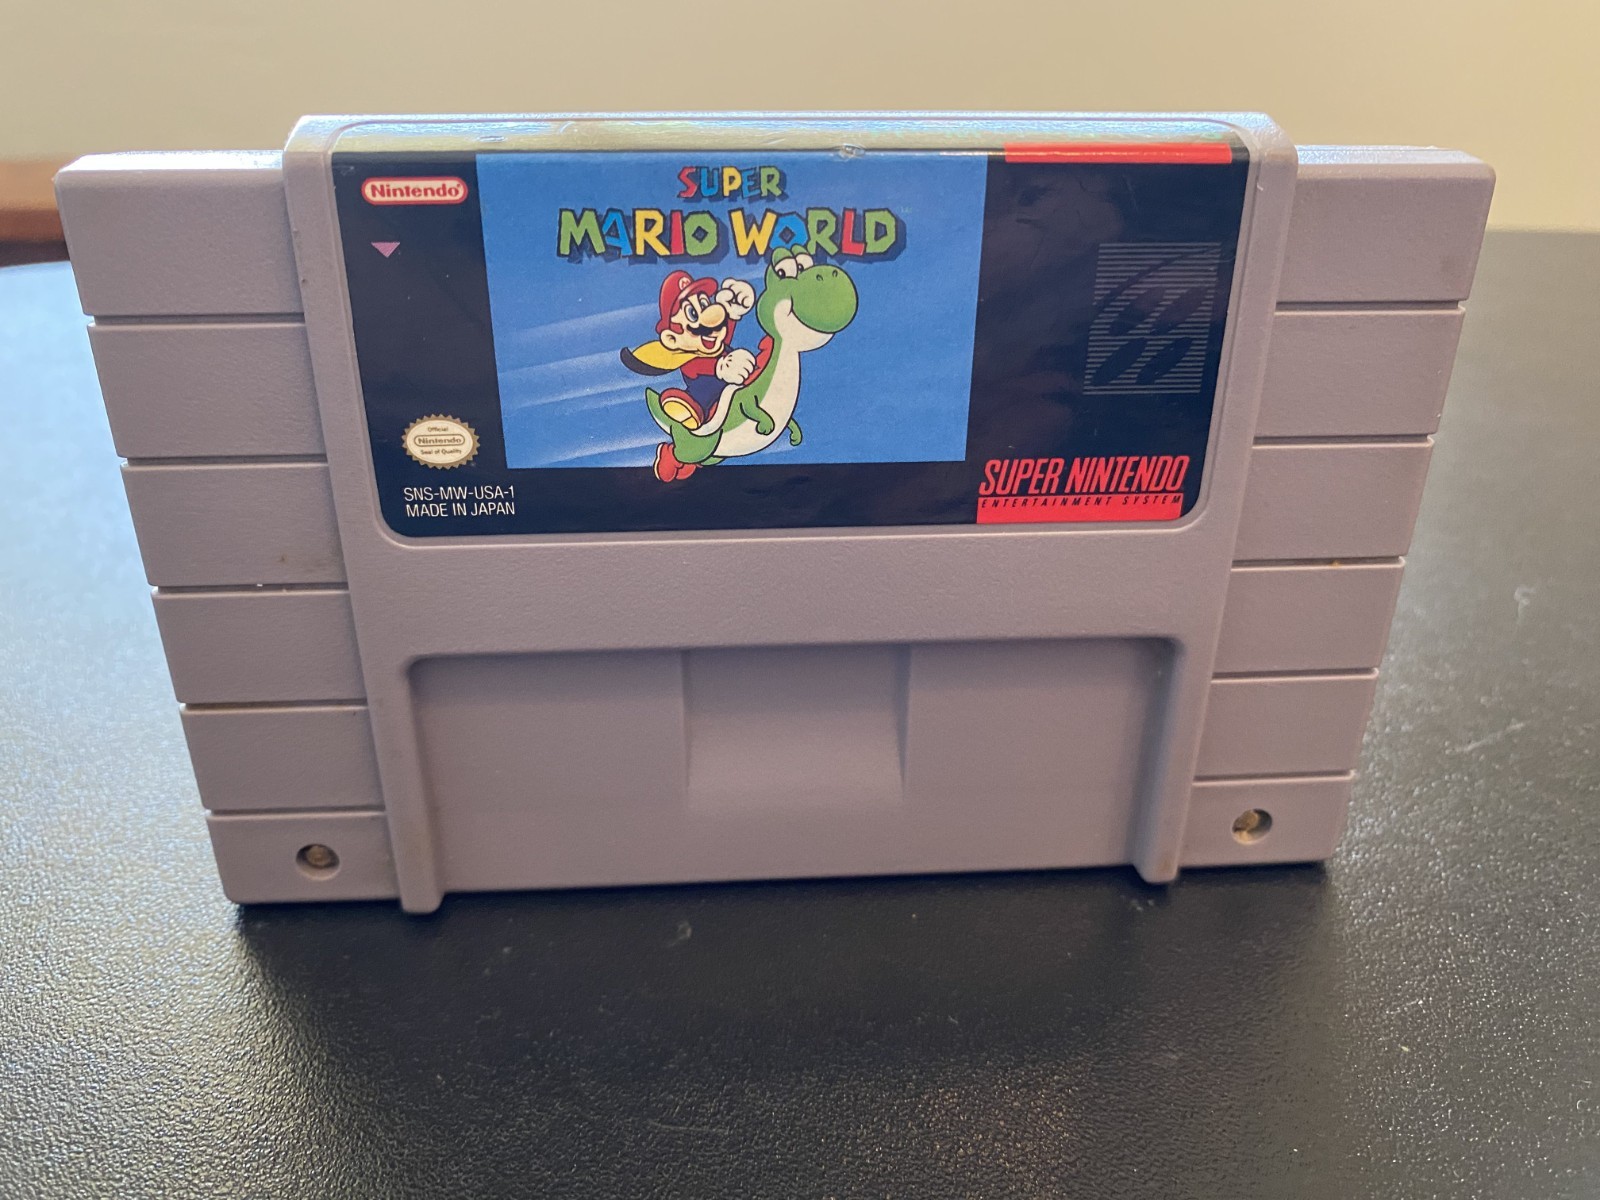 Nintendo®
SUPER
MARIO WORLD
Official
Nintendo
Seal of Quality
SNS-MW-USA-1
MADE IN JAPAN
SUPER NINTENDO
ENTERTAINMENT SYSTEM